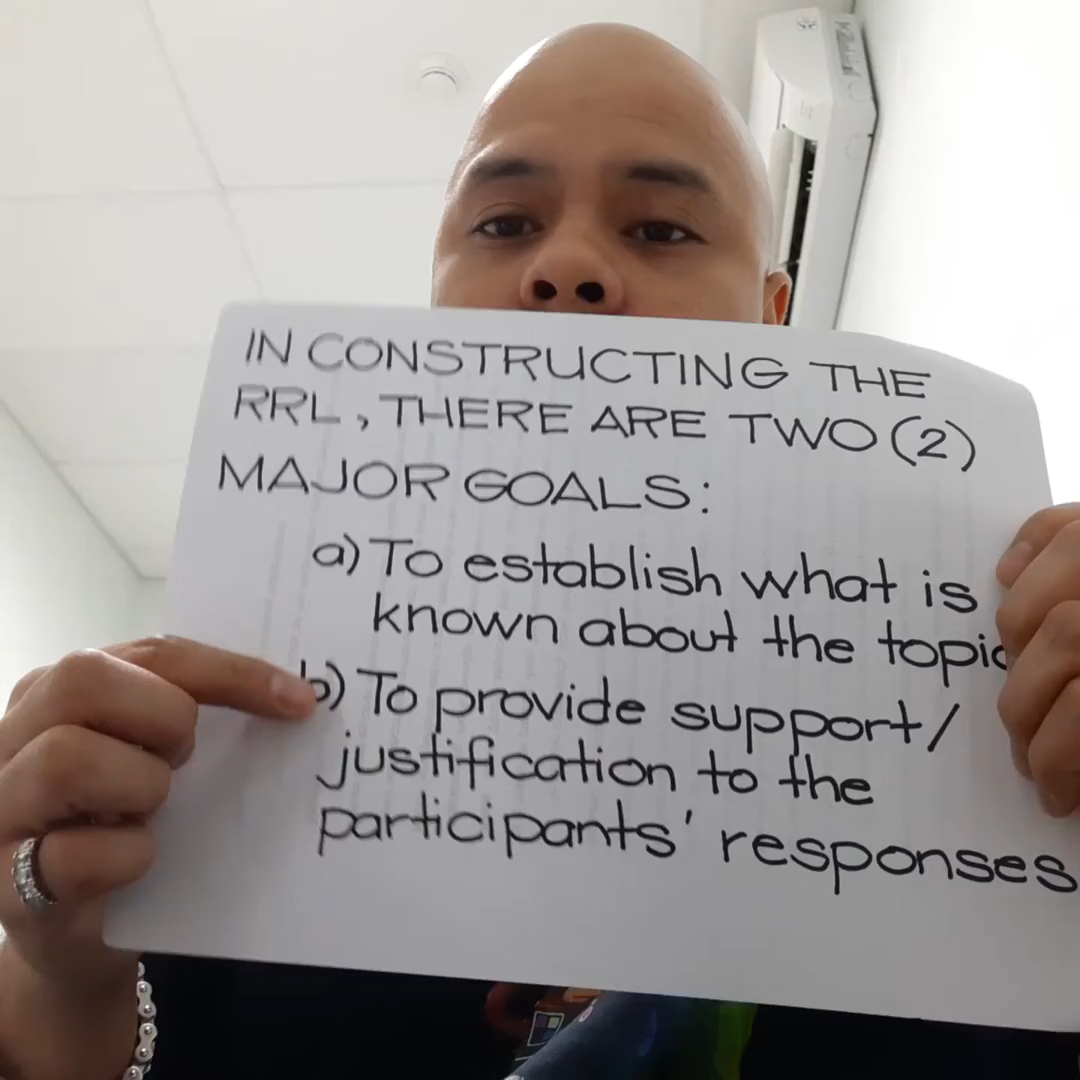 IN CONSTRUCTING THE
RRL, THERE ARE TWO (2)
MAJOR GOALS:
a) To establish what is
known about the topic
b) To provide support/
justification to the
participants' responses